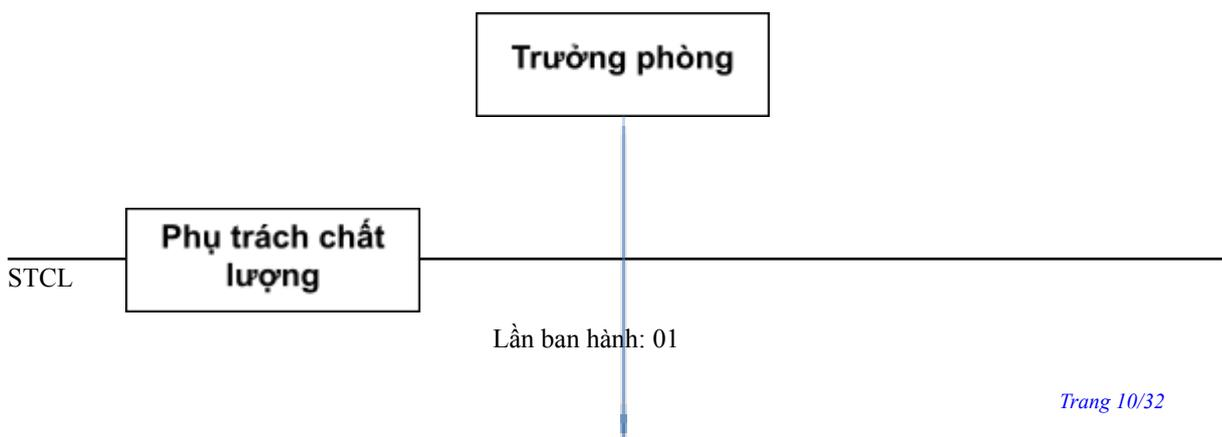 Trưởng phòng
Phụ trách chất
lượng
STCL
Lần ban hành: 01
Trang 10/32